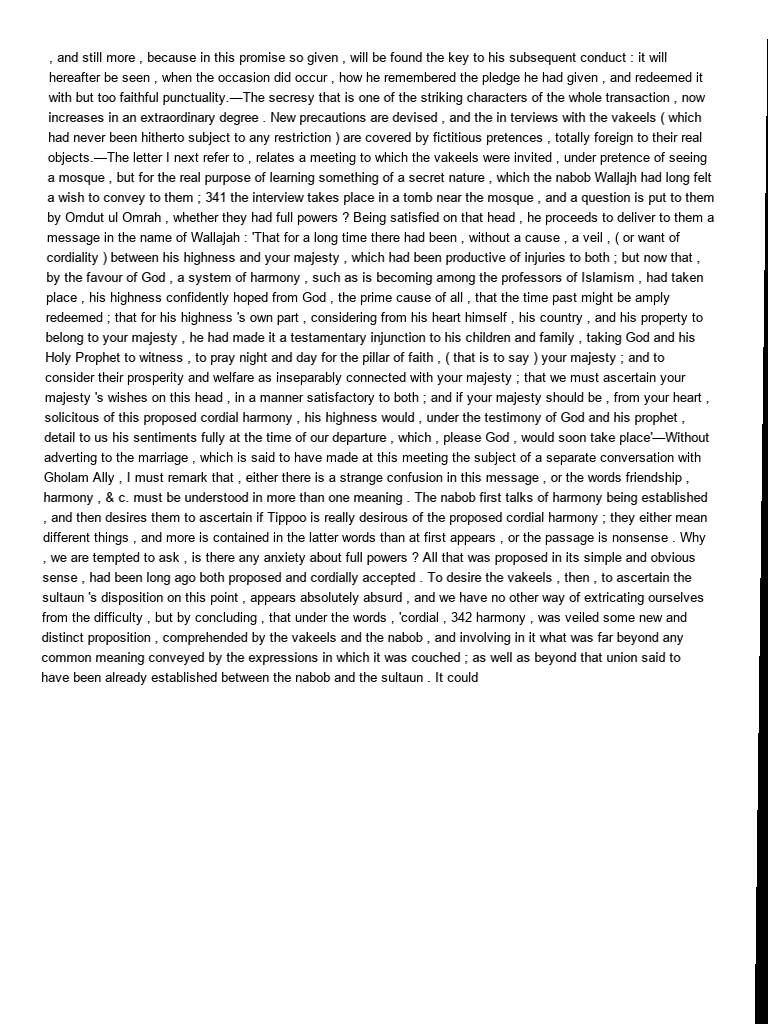 , and still more , because in this promise so given , will be found the key to his subsequent conduct : it will
hereafter be seen , when the occasion did occur , how he remembered the pledge he had given , and redeemed it
with but too faithful punctuality.—The secresy that is one of the striking characters of the whole transaction , now
increases in an extraordinary degree . New precautions are devised , and the in terviews with the vakeels ( which
had never been hitherto subject to any restriction ) are covered by fictitious pretences , totally foreign to their real
objects.—The letter I next refer to , relates a meeting to which the vakeels were invited , under pretence of seeing
a mosque , but for the real purpose of learning something of a secret nature , which the nabob Wallajh had long felt
a wish to convey to them ; 341 the interview takes place in a tomb near the mosque , and a question is put to them
by Omdut ul Omrah , whether they had full powers ? Being satisfied on that head , he proceeds to deliver to them a
message in the name of Wallajah : 'That for a long time there had been , without a cause , a veil , ( or want of
cordiality ) between his highness and your majesty , which had been productive of injuries to both ; but now that ,
by the favour of God , a system of harmony , such as is becoming among the professors of Islamism , had taken
place , his highness confidently hoped from God , the prime cause of all , that the time past might be amply
redeemed ; that for his highness 's own part , considering from his heart himself , his country , and his property to
belong to your majesty , he had made it a testamentary injunction to his children and family , taking God and his
Holy Prophet to witness , to pray night and day for the pillar of faith , ( that is to say ) your majesty ; and to
consider their prosperity and welfare as inseparably connected with your majesty ; that we must ascertain your
majesty 's wishes on this head , in a manner satisfactory to both ; and if your majesty should be , from your heart ,
solicitous of this proposed cordial harmony , his highness would , under the testimony of God and his prophet ,
detail to us his sentiments fully at the time of our departure , which , please God , would soon take place'—Without
adverting to the marriage , which is said to have made at this meeting the subject of a separate conversation with
Gholam Ally , I must remark that , either there is a strange confusion in this message , or the words friendship ,
harmony , & c. must be understood in more than one meaning . The nabob first talks of harmony being established
, and then desires them to ascertain if Tippoo is really desirous of the proposed cordial harmony ; they either mean
different things , and more is contained in the latter words than at first appears , or the passage is nonsense . Why
, we are tempted to ask , is there any anxiety about full powers ? All that was proposed in its simple and obvious
sense , had been long ago both proposed and cordially accepted . To desire the vakeels , then , to ascertain the
sultaun 's disposition on this point , appears absolutely absurd , and we have no other way of extricating ourselves
from the difficulty , but by concluding , that under the words , 'cordial , 342 harmony , was veiled some new and
distinct proposition , comprehended by the vakeels and the nabob , and involving in it what was far beyond any
common meaning conveyed by the expressions in which it was couched ; as well as beyond that union said to
have been already established between the nabob and the sultaun . It could